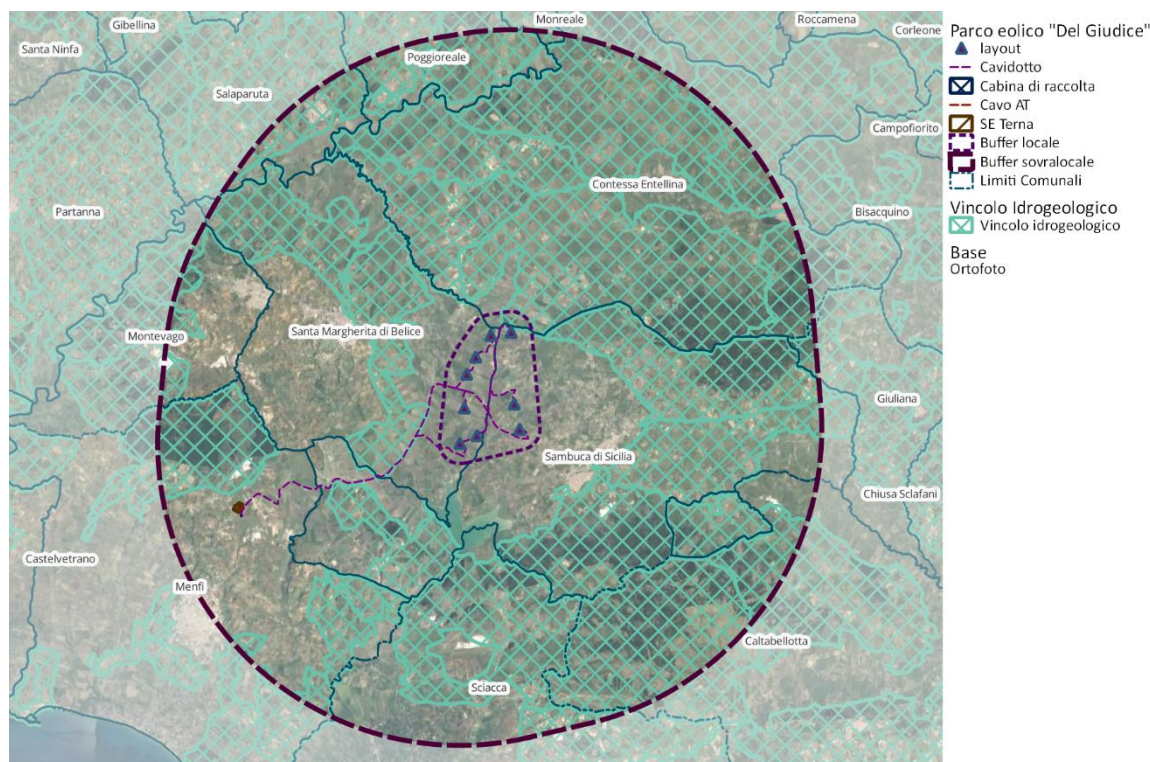 Gibellina
Monreale
Roccamena
Corleone
Santa Ninfa
Poggioreale
Salaparuta
Campofiorito
Contessa Entellina
Partanna
Bisacquino
Montevago
Santa Margherita di Belice
Giuliana
Sambuca di Sicilia
Chiusa Sclafani
Castelvetrano
Menfi
Caltabellotta
Sciacca
Parco eolico "Del Giudice"
layout
Cavidotto
Cabina di raccolta
Cavo AT
SE Terna
Buffer locale
Buffer sovralocale
Limiti Comunali
Vincolo Idrogeologico
Vincolo idrogeologico
Base
Ortofoto